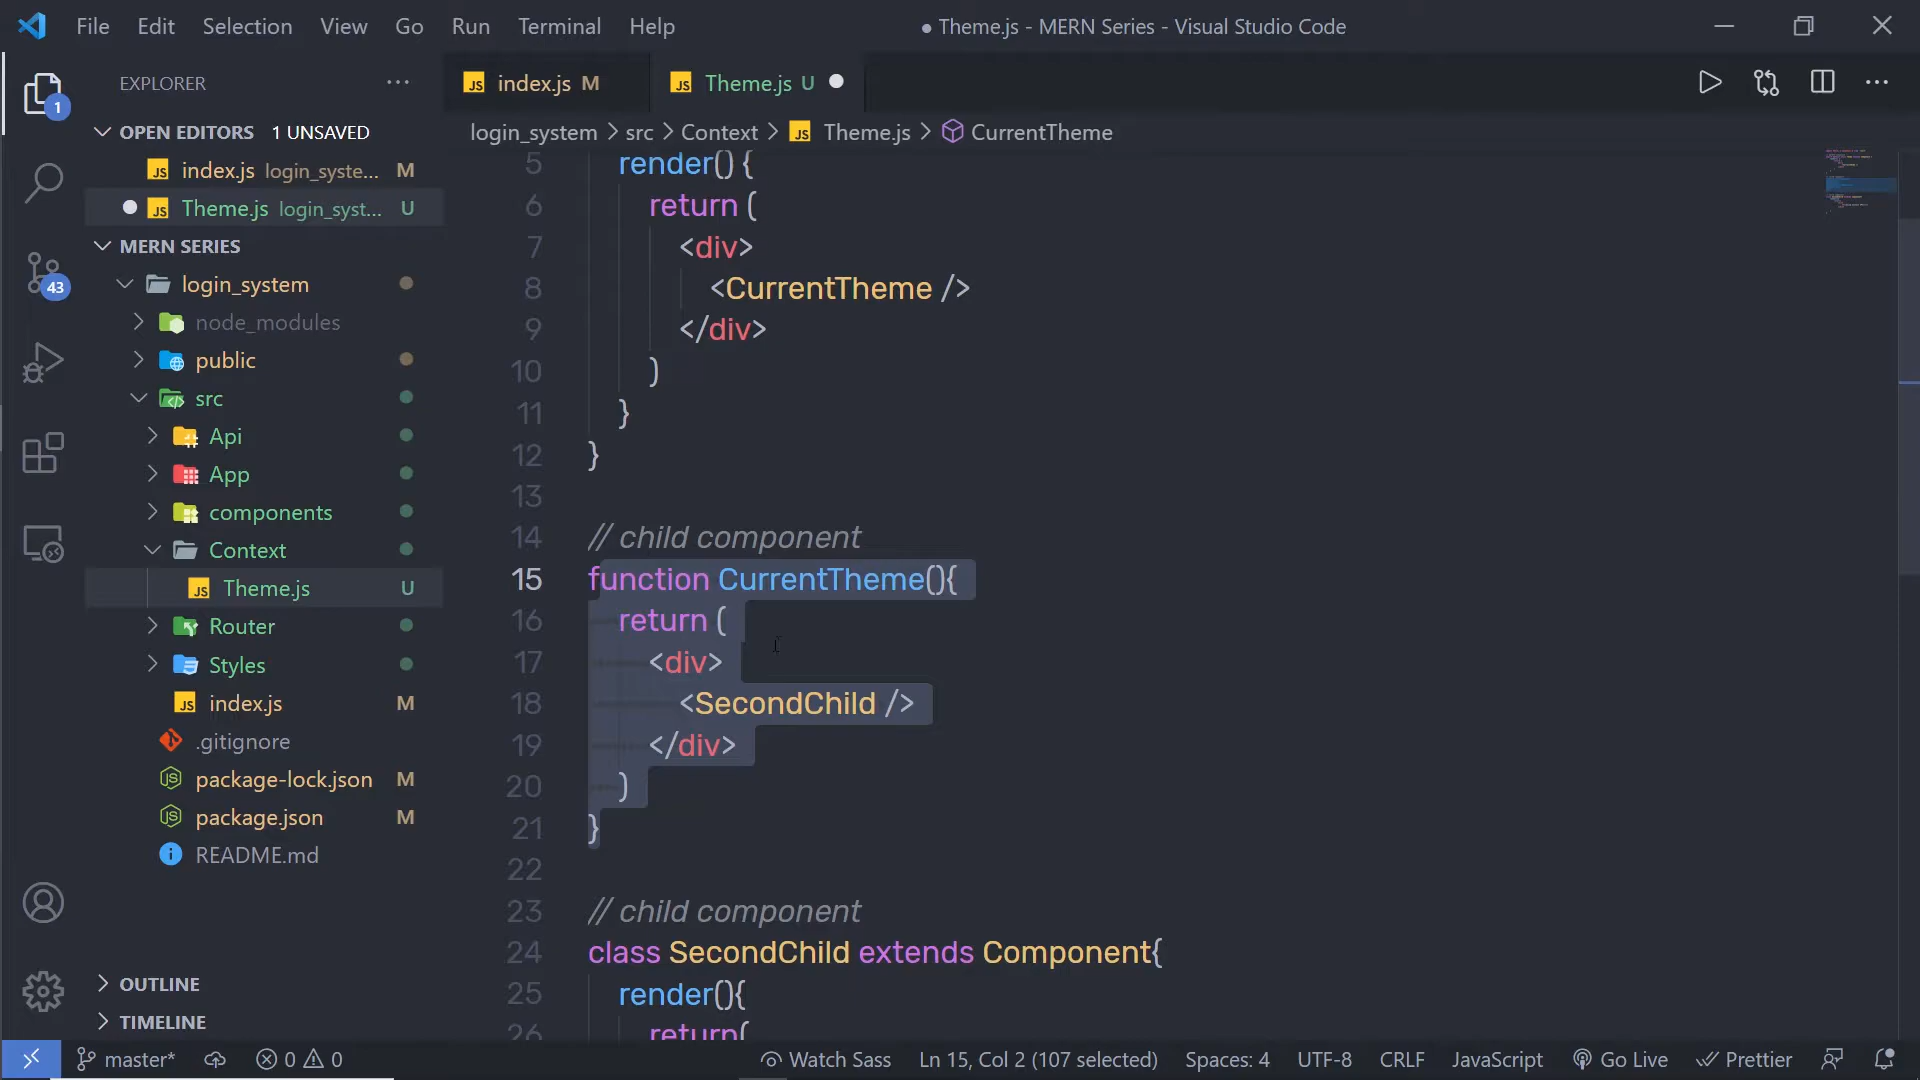 File Edit Selection View Go Run Terminal Help
● Theme.js - MERN Series - Visual Studio Code
EXPLORER
OPEN EDITORS 1 UNSAVED
index.js login_syste... M
Theme.js login_syst... U
MERN SERIES
login_system
node_modules
public
src
Api
App
components
Context
Theme.js U
Router
Styles
index.js M
.gitignore
package-lock.json M
package.json M
README.md
OUTLINE
TIMELINE
1
43
index.js M
Theme.js U
login_system > src > Context > Theme.js > CurrentTheme
5 render() {
6 return (
7 <div>
8 <CurrentTheme />
9 </div>
10 )
11 }
12 }
13
14 // child component
15 function CurrentTheme(){
16 return (
17 <div>
18 <SecondChild />
19 </div>
20 )
21 }
22
23 // child component
24 class SecondChild extends Component{
25 render(){
26 return(
master* 0 0
Watch Sass Ln 15, Col 2 (107 selected) Spaces: 4 UTF-8 CRLF JavaScript Go Live Prettier